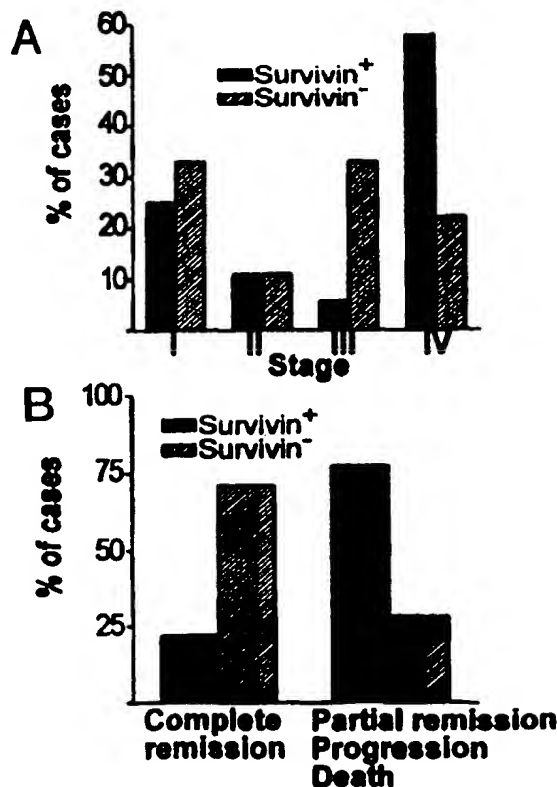 A
% of cases
60
50
40
30
20
10
Survivin+
Survivin-
I II III IV
Stage
B
% of cases
100
75
50
25
Survivin+
Survivin-
Complete remission
Partial remission
Progression
Death